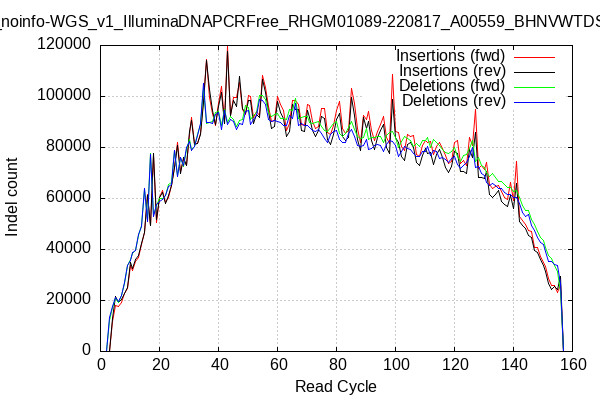 _noinfo-WGS_v1_IlluminaDNAPCRFree_RHGM01089-220817_A00559_BHNVWTDS
Insertions (fwd)
Insertions (rev)
Deletions (fwd)
Deletions (rev)
120000
100000
80000
60000
40000
20000
0
Indel count
0 20 40 60 80 100 120 140 160
Read Cycle